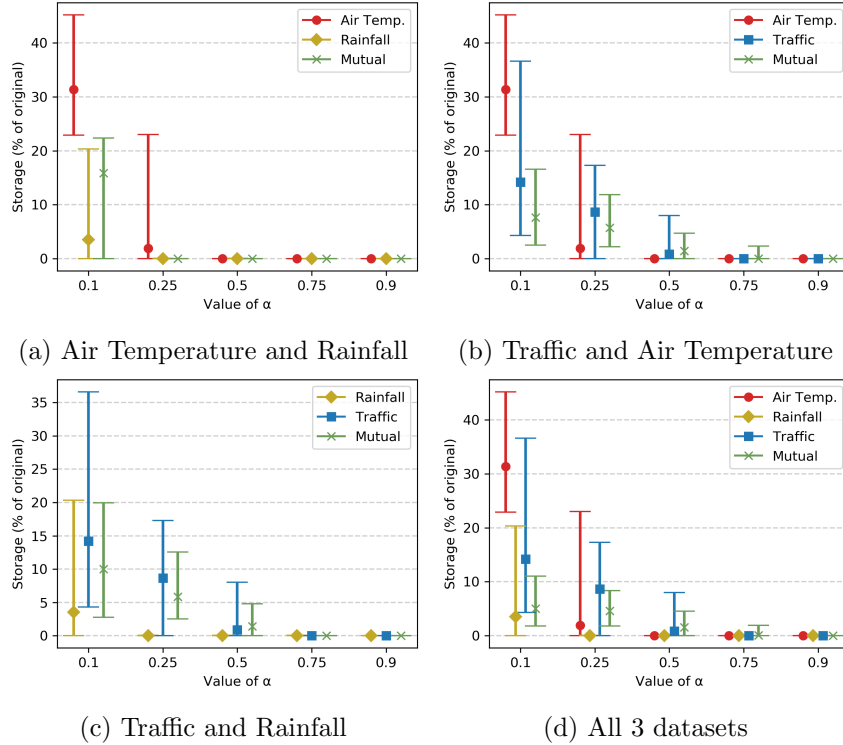 Storage (% of original)
40
30
20
10
0
Air Temp.
Rainfall
Mutual
0.1 0.25 0.5 0.75 0.9
Value of α
(a) Air Temperature and Rainfall
Storage (% of original)
40
30
20
10
0
Air Temp.
Traffic
Mutual
0.1 0.25 0.5 0.75 0.9
Value of α
(b) Traffic and Air Temperature
Storage (% of original)
35
30
25
20
15
10
5
0
Rainfall
Traffic
Mutual
0.1 0.25 0.5 0.75 0.9
Value of α
(c) Traffic and Rainfall
Storage (% of original)
40
30
20
10
0
Air Temp.
Rainfall
Traffic
Mutual
0.1 0.25 0.5 0.75 0.9
Value of α
(d) All 3 datasets